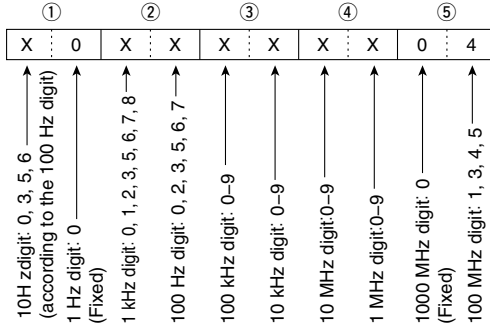 ① ② ③ ④ ⑤
X 0 X X X X X X 0 4
10H zdigit: 0, 3, 5, 6
(according to the 100 Hz digit)
1 Hz digit: 0
(Fixed)
1 kHz digit: 0, 1, 2, 3, 5, 6, 7, 8
100 Hz digit: 0, 2, 3, 5, 6, 7
100 kHz digit: 0–9
10 kHz digit: 0–9
10 MHz digit:0–9
1 MHz digit:0–9
1000 MHz digit: 0
(Fixed)
100 MHz digit: 1, 3, 4, 5